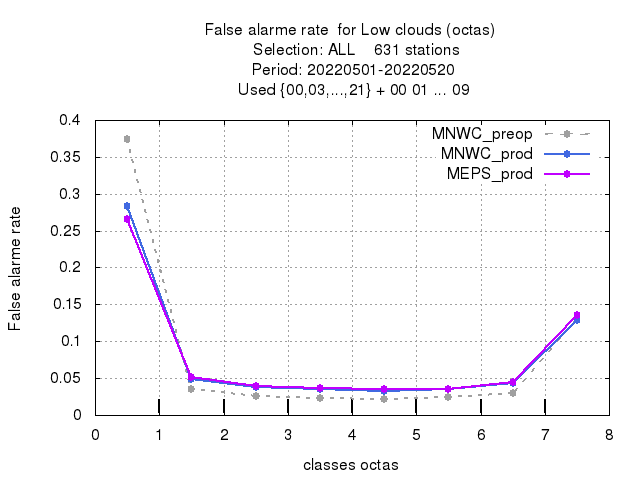 False alarme rate  for Low clouds (octas)
Selection: ALL    631 stations
Period: 20220501-20220520
Used {00,03,...,21} + 00 01 ... 09
MNWC_preop
MNWC_prod
MEPS_prod
False alarme rate
0.4
0.35
0.3
0.25
0.2
0.15
0.1
0.05
0
0 1 2 3 4 5 6 7 8
classes octas